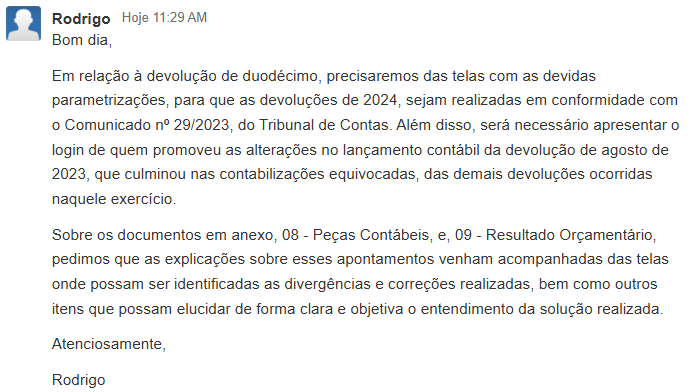 Rodrigo Hoje 11:29 AM
Bom dia,
Em relação à devolução de duodécimo, precisaremos das telas com as devidas
parametrizações, para que as devoluções de 2024, sejam realizadas em conformidade com
o Comunicado nº 29/2023, do Tribunal de Contas. Além disso, será necessário apresentar o
login de quem promoveu as alterações no lançamento contábil da devolução de agosto de
2023, que culminou nas contabilizações equivocadas, das demais devoluções ocorridas
naquele exercício.
Sobre os documentos em anexo, 08 - Peças Contábeis, e, 09 - Resultado Orçamentário,
pedimos que as explicações sobre esses apontamentos venham acompanhadas das telas
onde possam ser identificadas as divergências e correções realizadas, bem como outros
itens que possam elucidar de forma clara e objetiva o entendimento da solução realizada.
Atenciosamente,
Rodrigo